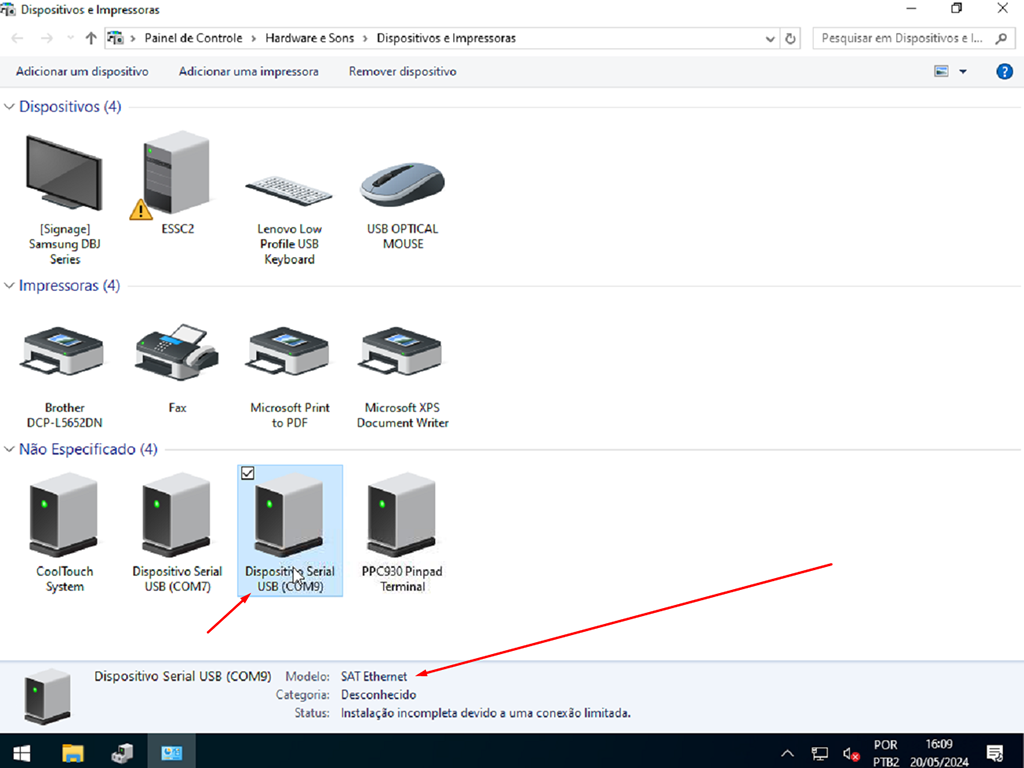 Dispositivos e Impressoras
Painel de Controle > Hardware e Sons > Dispositivos e Impressoras
Pesquisar em Dispositivos e I...
Adicionar um dispositivo
Adicionar uma impressora
Remover dispositivo
?
Dispositivos (4)
[Signage]
Samsung DBJ
Series
ESSC2
Lenovo Low
Profile USB
Keyboard
USB OPTICAL
MOUSE
Impressoras (4)
Brother
DCP-L5652DN
Fax
Microsoft Print
to PDF
Microsoft XPS
Document Writer
Não Especificado (4)
CoolTouch
System
Dispositivo Serial
USB (COM7)
Dispositivo Serial
USB (COM9)
PPC930 Pinpad
Terminal
Dispositivo Serial USB (COM9)
Modelo: SAT Ethernet
Categoria: Desconhecido
Status: Instalação incompleta devido a uma conexão limitada.
POR
PTB2
16:09
20/05/2024